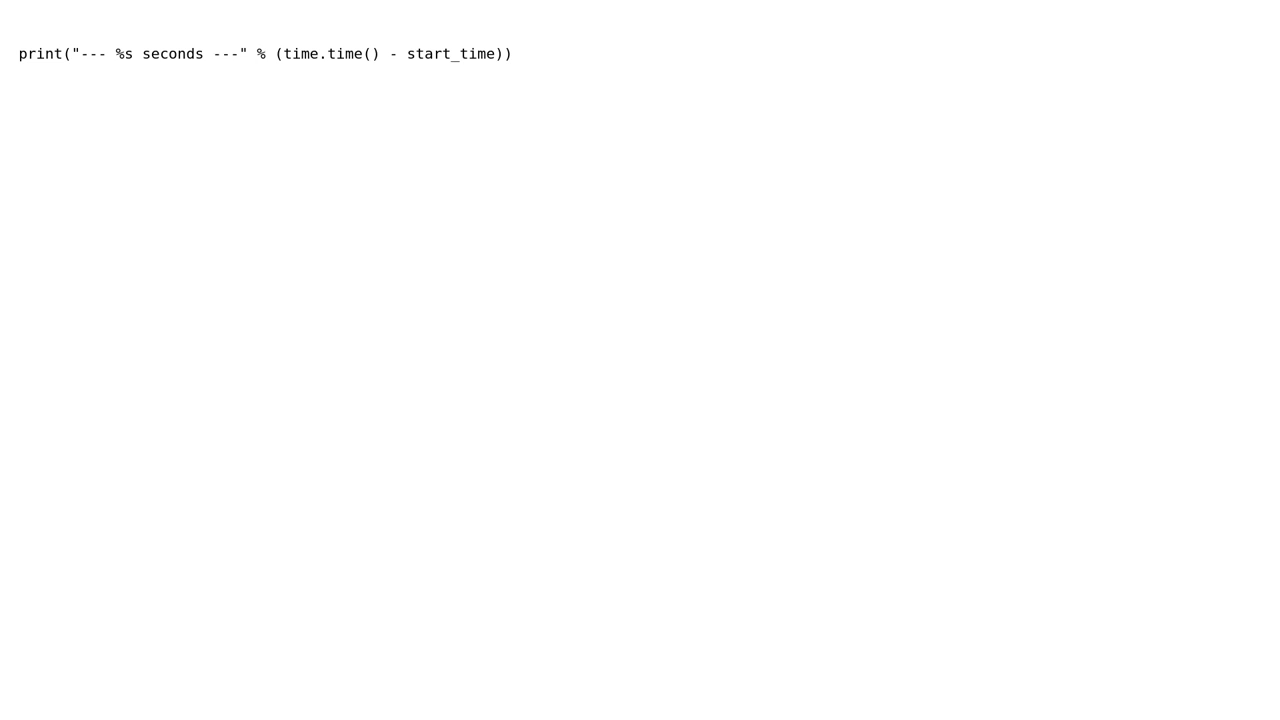 print("--- %s seconds ---" % (time.time() - start_time))